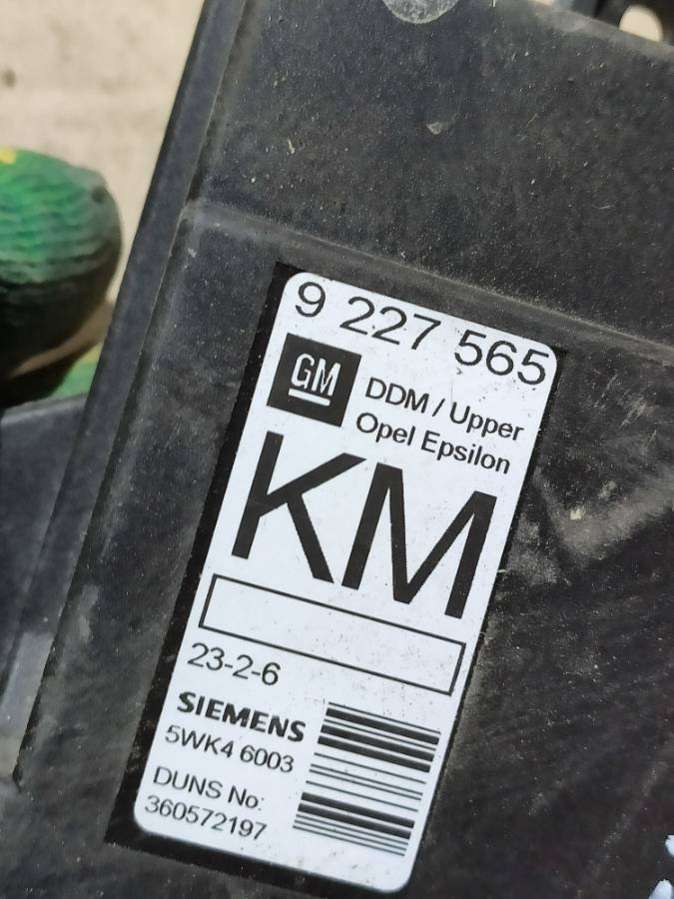 9 227 565
GM
DDM / Upper
Opel Epsilon
KM
23-2-6
SIEMENS
5WK4 6003
DUNS No:
360572197